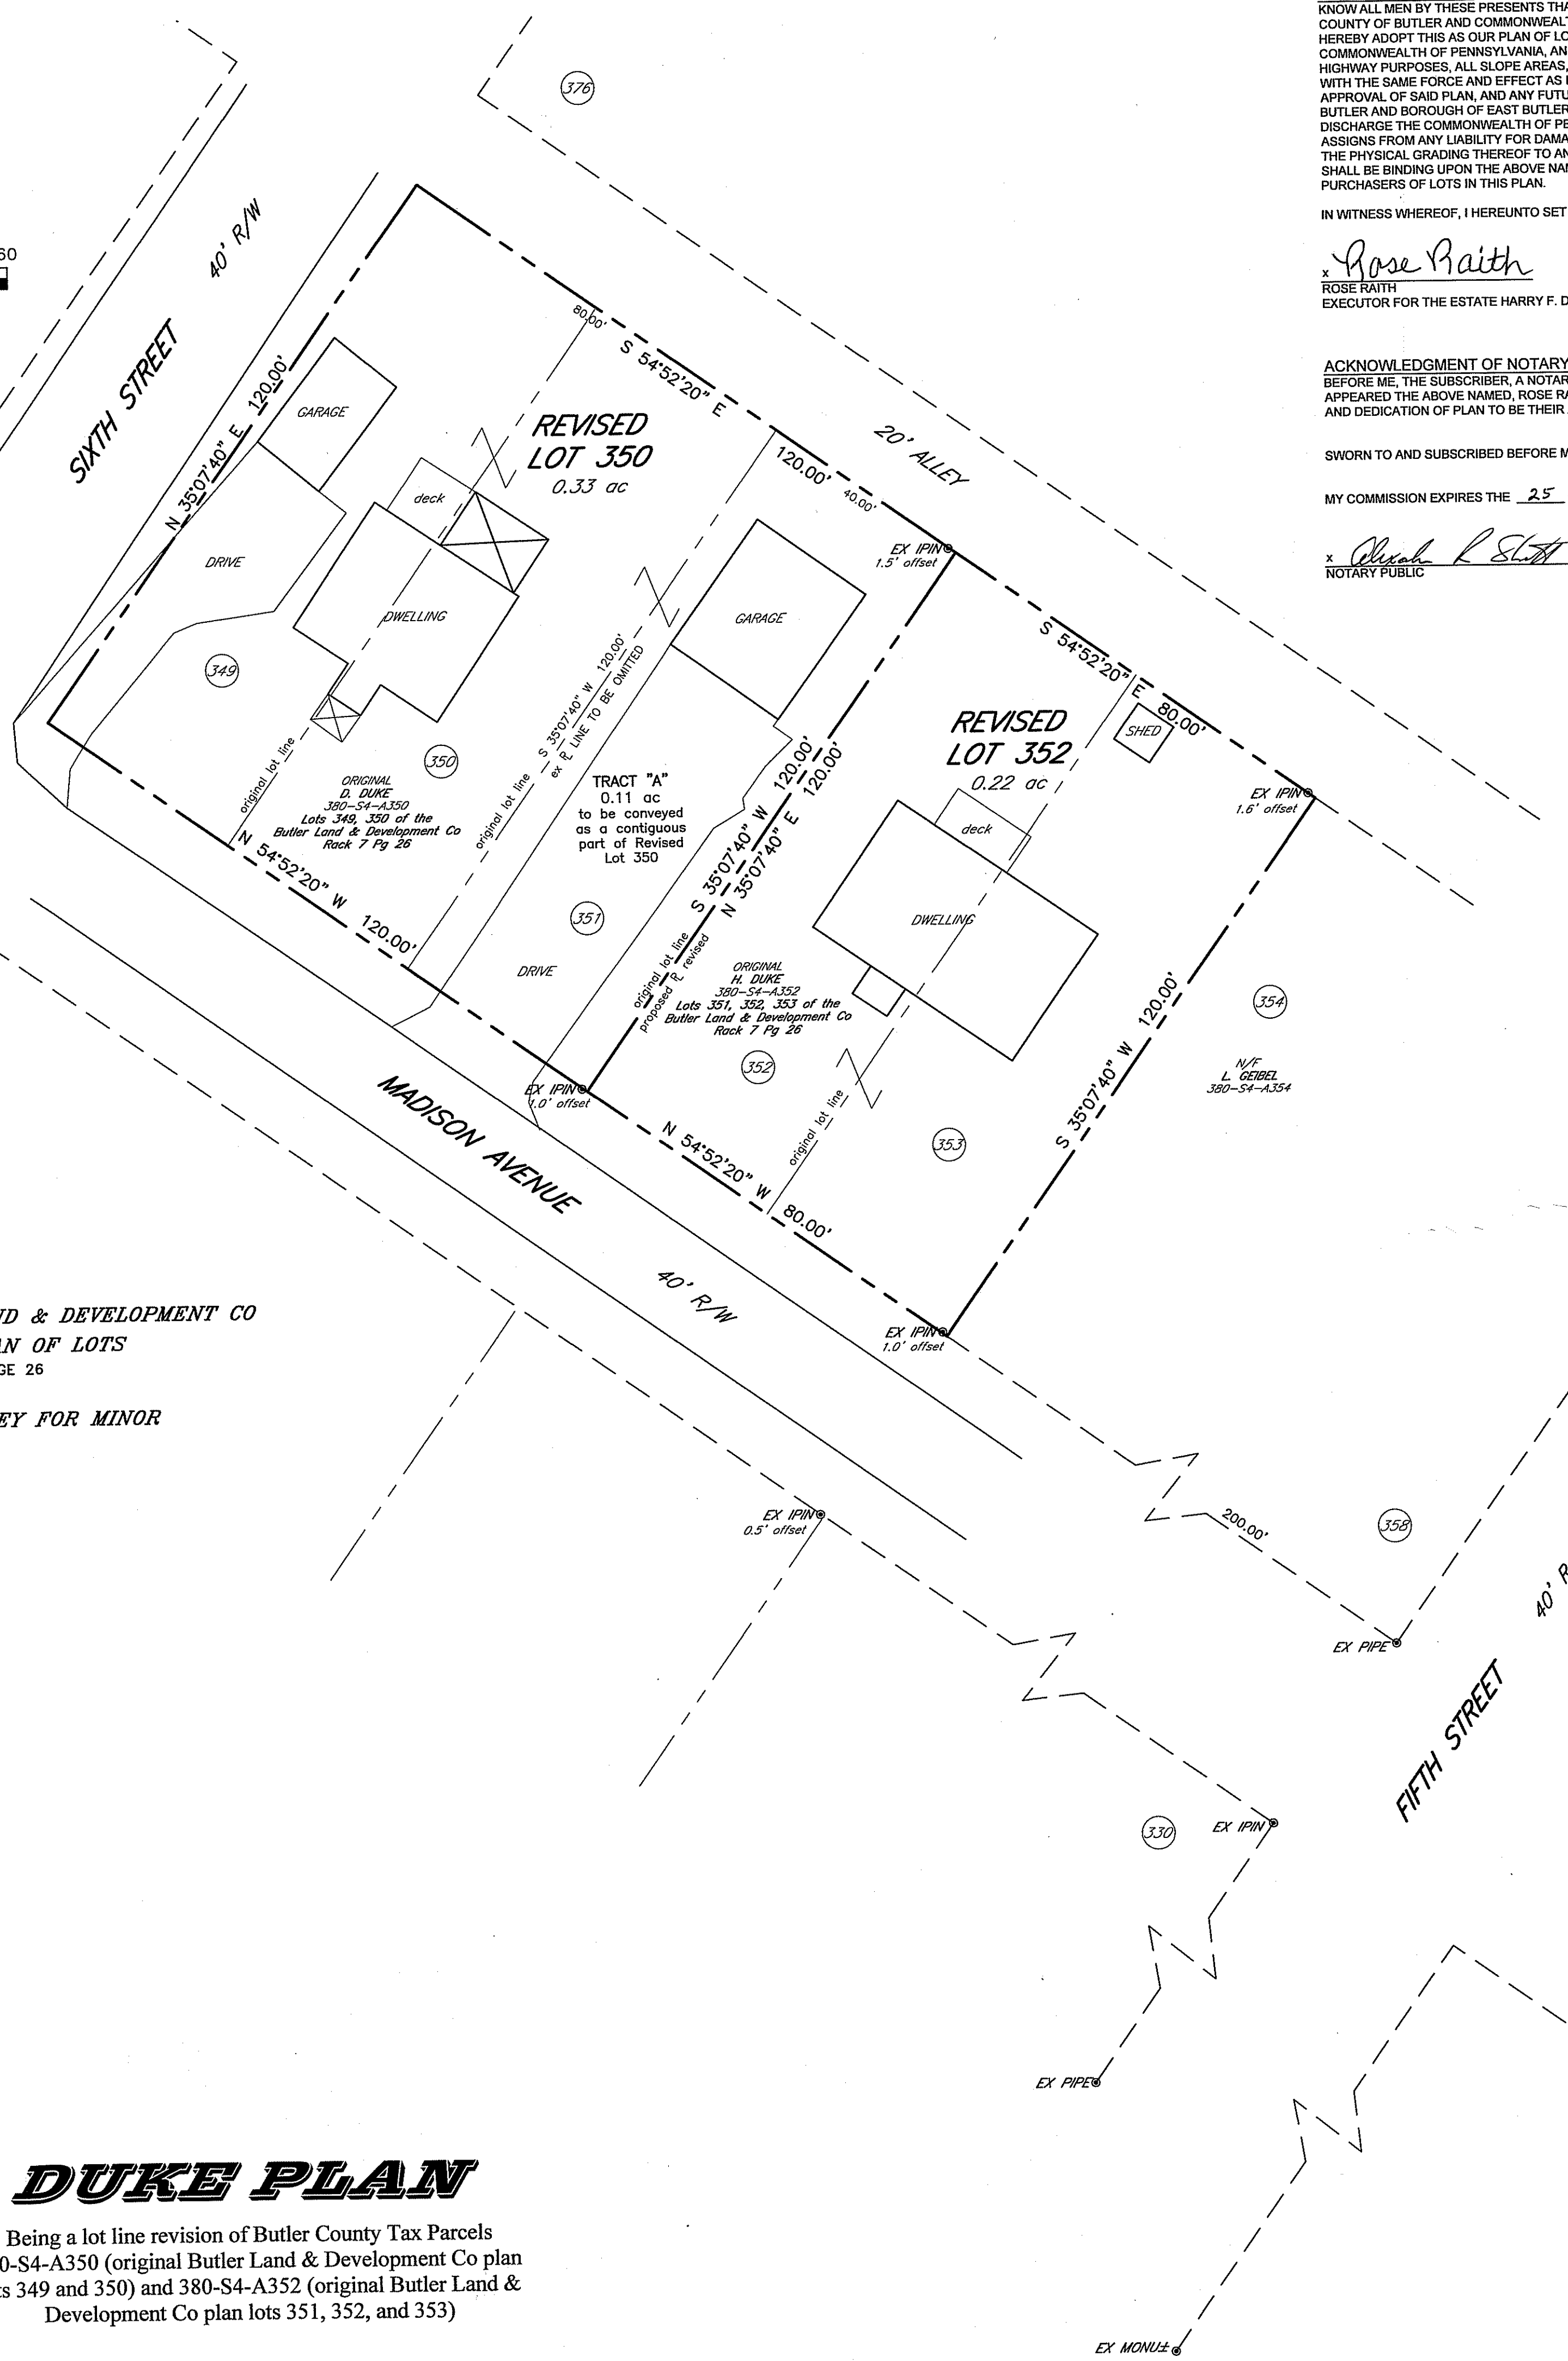 KNOW ALL MEN BY THESE PRESENTS
COUNTY OF BUTLER AND
HEREBY ADOPT THIS AS OUR PLAN OF
COMMONWEALTH OF PENNSYLVANIA,
HIGHWAY PURPOSES, ALL SLOPE AREAS,
WITH THE SAME FORCE AND EFFECT AS
APPROVAL OF SAID PLAN, AND ANY
BUTLER AND BOROUGH OF EAST BUTLER
DISCHARGE THE COMMONWEALTH OF
ASSIGNS FROM ANY LIABILITY FOR
THE PHYSICAL GRADING THEREOF TO
SHALL BE BINDING UPON THE ABOVE
PURCHASERS OF LOTS IN THIS PLAN.
IN WITNESS WHEREOF, I HEREUNTO SET
x Rose Raith
ROSE RAITH
EXECUTOR FOR THE ESTATE HARRY F. D
ACKNOWLEDGMENT OF NOTARY
BEFORE ME, THE SUBSCRIBER, A
APPEARED THE ABOVE NAMED, ROSE
AND DEDICATION OF PLAN TO BE THEIR
SWORN TO AND SUBSCRIBED BEFORE
MY COMMISSION EXPIRES THE 25
x
NOTARY PUBLIC
60
376
SIXTH STREET
40' R/W
N 35°07'40" E 120.00'
80.00'
S 54°52'20" E
120.00'
40.00'
20' ALLEY
GARAGE
REVISED
LOT 350
0.33 ac
deck
DRIVE
DWELLING
349
350
original lot line
ORIGINAL
D. DUKE
380-S4-A350
Lots 349, 350 of the
Butler Land & Development Co
Rack 7 Pg 26
N 54°52'20" W 120.00'
original lot line
S 35°07'40" W 120.00'
ex PL LINE TO BE OMITTED
GARAGE
EX IPIN
1.5' offset
TRACT "A"
0.11 ac
to be conveyed
as a contiguous
part of Revised
Lot 350
351
DRIVE
S 35°07'40" W 120.00'
N 35°07'40" E 120.00'
original lot line
proposed PL revised
EX IPIN
1.0' offset
S 54°52'20" E 80.00'
REVISED
LOT 352
0.22 ac
SHED
EX IPIN
1.6' offset
deck
DWELLING
ORIGINAL
H. DUKE
380-S4-A352
Lots 351, 352, 353 of the
Butler Land & Development Co
Rack 7 Pg 26
352
original lot line
353
N 54°52'20" W 80.00'
S 35°07'40" W 120.00'
354
N/F
L. GEIBEL
380-S4-A354
MADISON AVENUE
40' R/W
EX IPIN
1.0' offset
& DEVELOPMENT CO
OF LOTS
26
FOR MINOR
EX IPIN
0.5' offset
200.00'
358
EX PIPE
40' R
FIFTH STREET
330
EX IPIN
EX PIPE
EX MONU±
DUKE PLAN
Being a lot line revision of Butler County Tax Parcels
0-S4-A350 (original Butler Land & Development Co plan
349 and 350) and 380-S4-A352 (original Butler Land &
Development Co plan lots 351, 352, and 353)